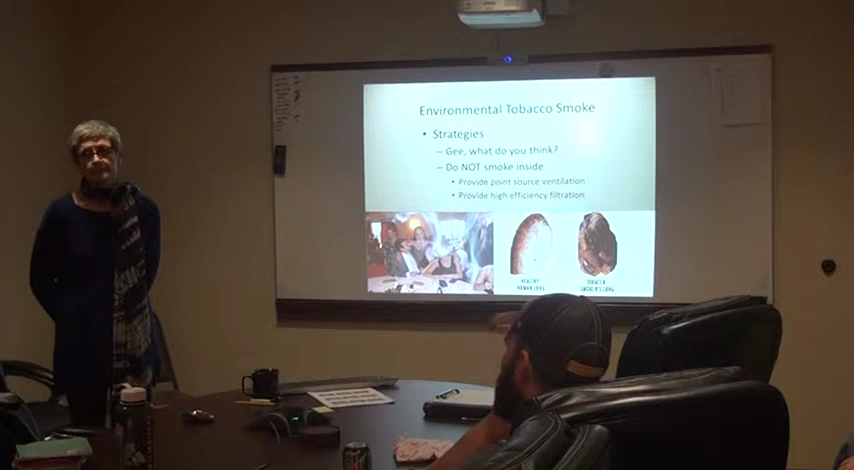 Environmental Tobacco Smoke
• Strategies
– Gee, what do you think?
– Do NOT smoke inside
• Provide point source ventilation
• Provide high efficiency filtration
HEALTHY
HUMAN LUNG
TOBACCO
SMOKER'S LUNG